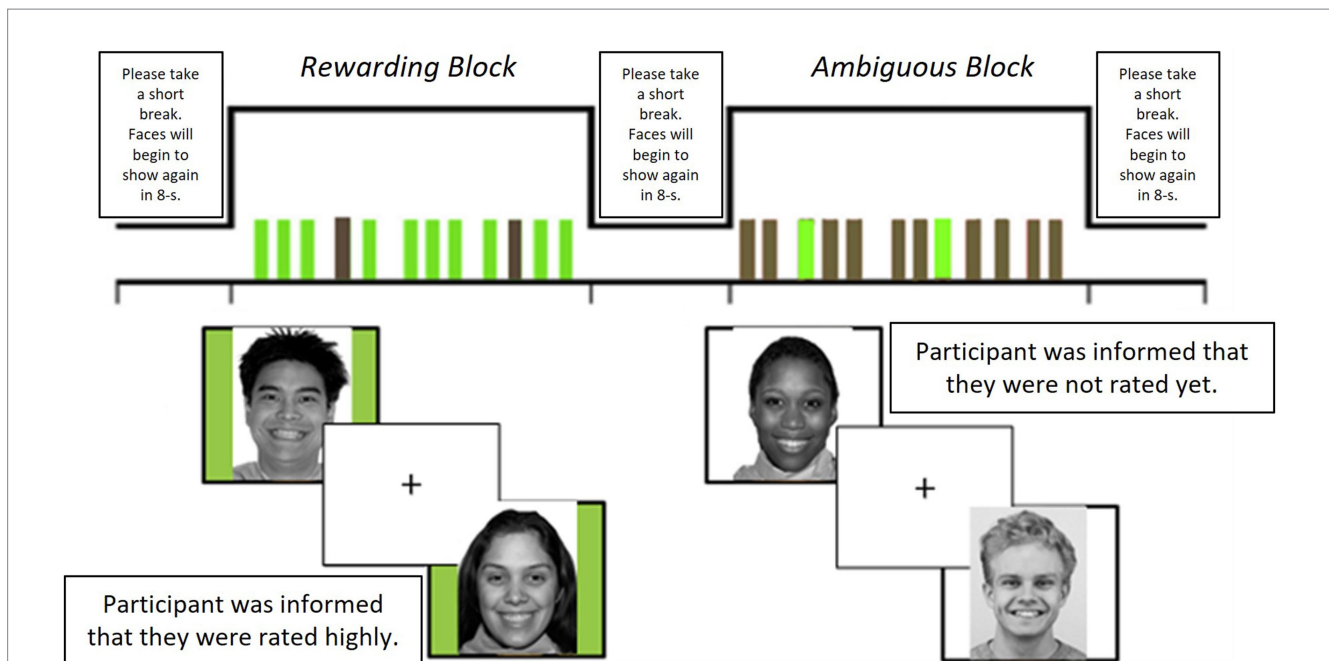 Please take
a short
break.
Faces will
begin to
show again
in 8-s.
Rewarding Block
Please take
a short
break.
Faces will
begin to
show again
in 8-s.
Ambiguous Block
Please take
a short
break.
Faces will
begin to
show again
in 8-s.
Participant was informed that
they were not rated yet.
+
+
Participant was informed
that they were rated highly.